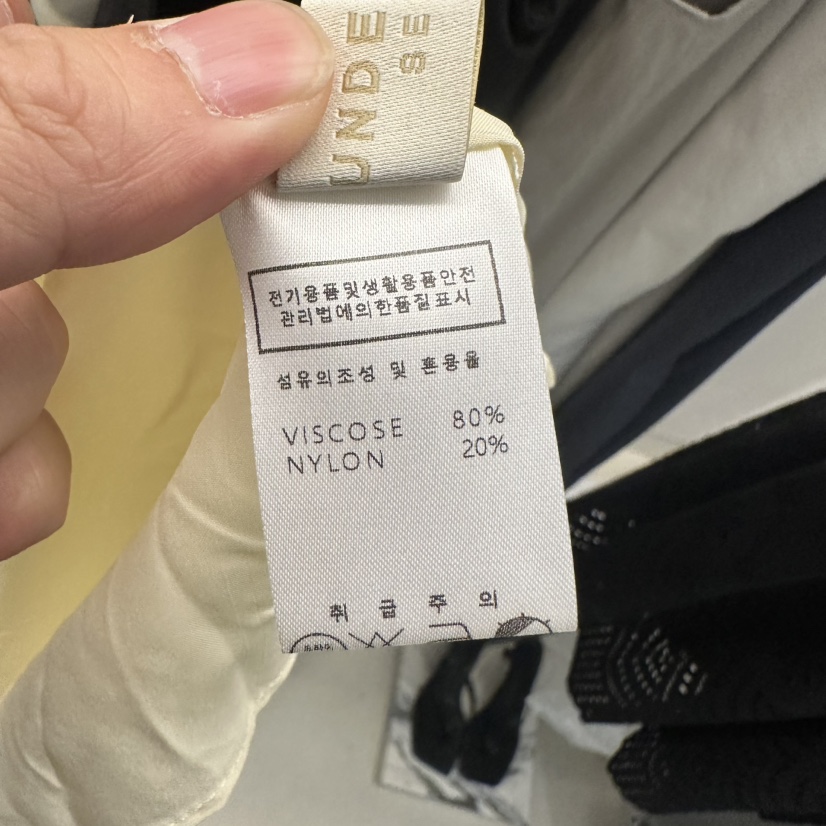 UNDE
SE
전기용품및생활용품안전
관리법에의한품질표시
섬유의조성 및 혼용율
VISCOSE 80%
NYLON 20%
취 급 주 의